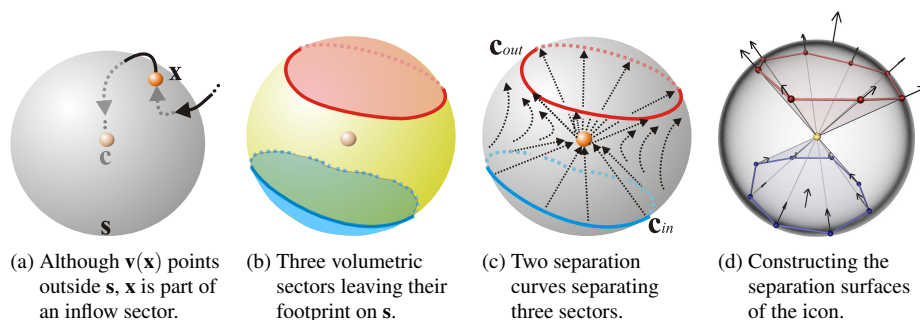 x
c
s
c_out
c_in
(a) Although v(x) points
outside s, x is part of
an inflow sector.
(b) Three volumetric
sectors leaving their
footprint on s.
(c) Two separation
curves separating
three sectors.
(d) Constructing the
separation surfaces
of the icon.